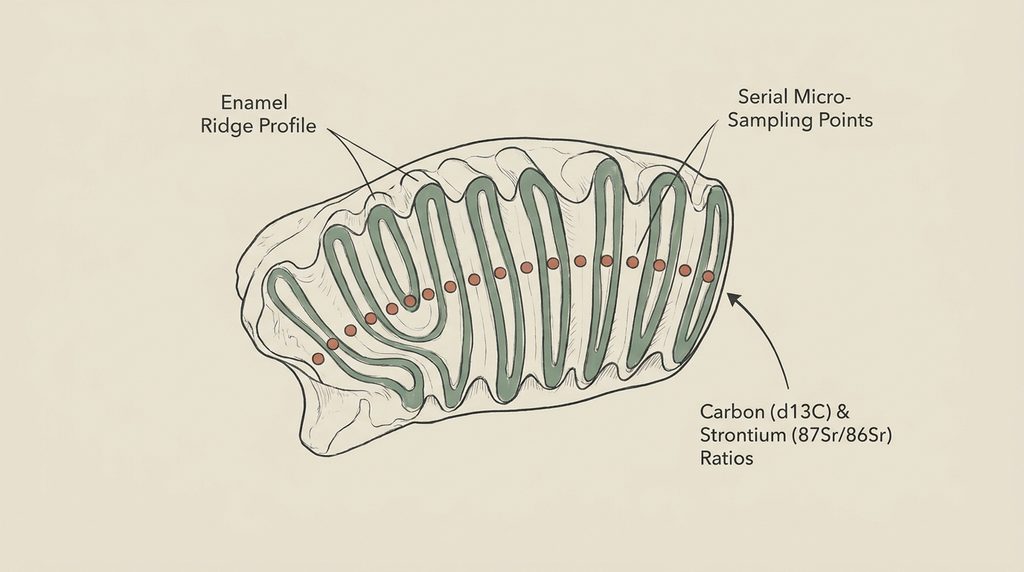 Enamel
Ridge Profile
Serial Micro-
Sampling Points
Carbon (d13C) &
Strontium (87Sr/86Sr)
Ratios